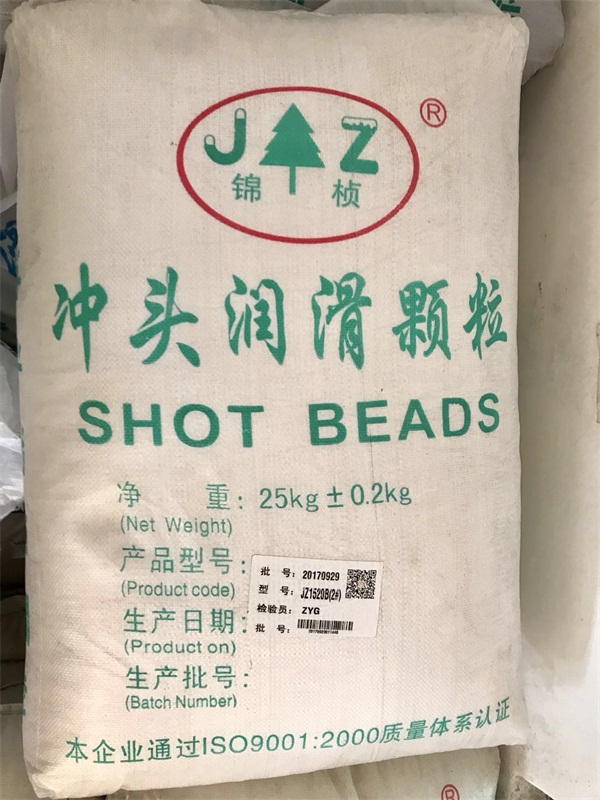 J Z ®
锦 桢
冲头润滑颗粒
SHOT BEADS
净 重: 25kg±0.2kg
(Net Weight)
产品型号:
(Product code)
生产日期:
(Product on)
生产批号:
(Batch Number)
批 号: 20170929
型 号: JZ1520B(2#)
检验员: ZYG
批 号:
本企业通过ISO9001:2000质量体系认证
®